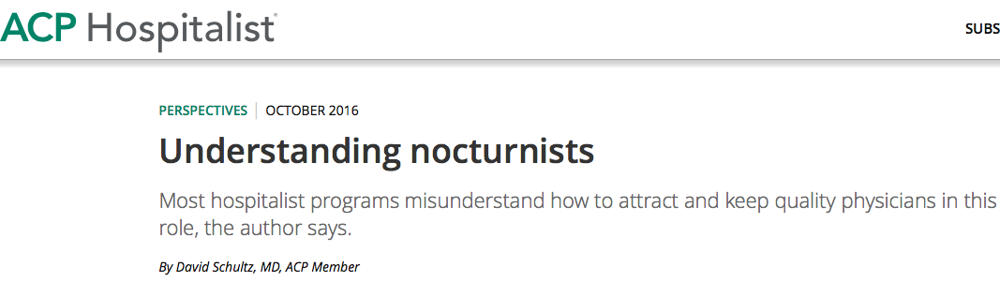 ACP Hospitalist®
SUBS
PERSPECTIVES | OCTOBER 2016
Understanding nocturnists
Most hospitalist programs misunderstand how to attract and keep quality physicians in this
role, the author says.
By David Schultz, MD, ACP Member